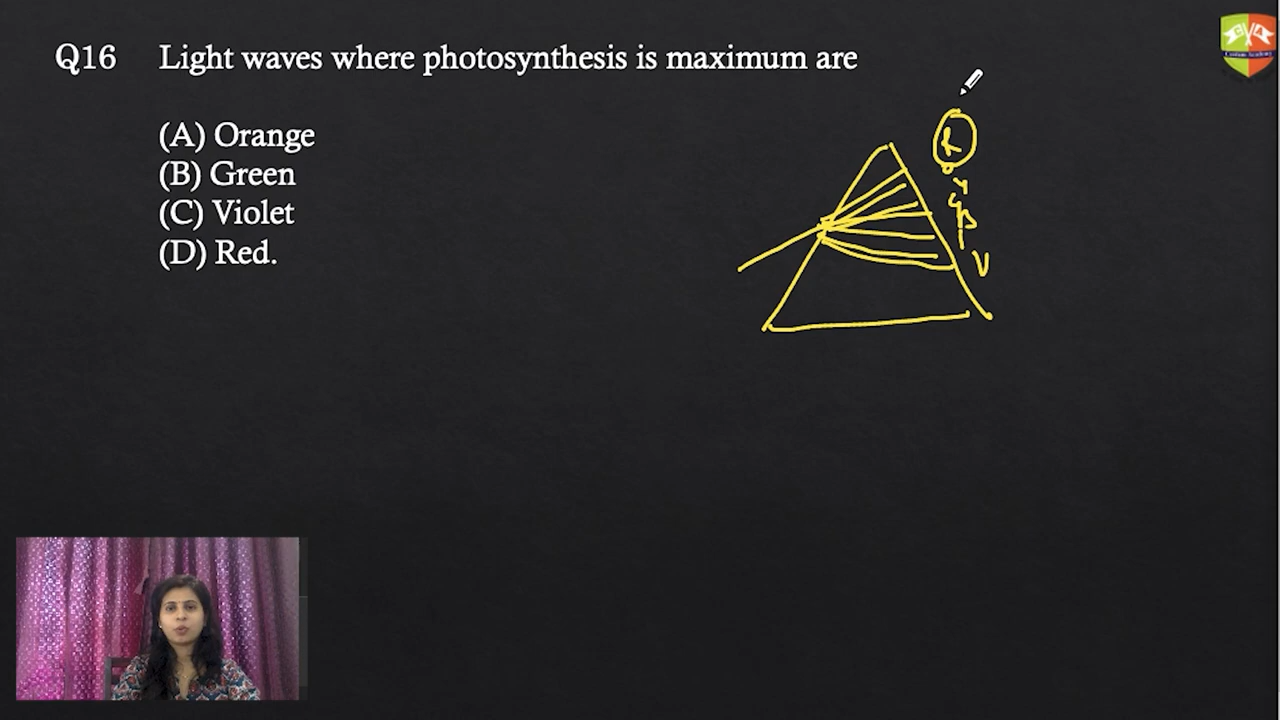 Q16 Light waves where photosynthesis is maximum are
(A) Orange
(B) Green
(C) Violet
(D) Red.
R
O
Y
G
B
I
V